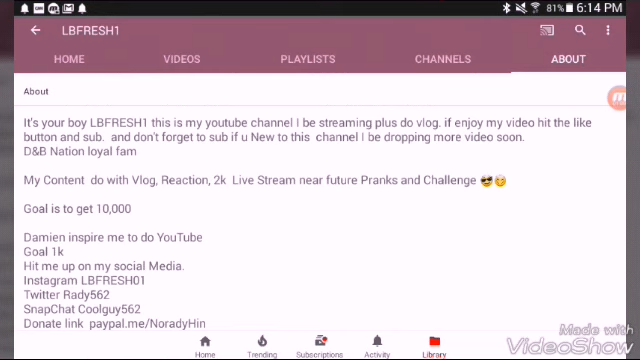 81% 6:14 PM
LBFRESH1
HOME VIDEOS PLAYLISTS CHANNELS ABOUT
About
It's your boy LBFRESH1 this is my youtube channel I be streaming plus do vlog. if enjoy my video hit the like
button and sub. and don't forget to sub if u New to this channel I be dropping more video soon.
D&B Nation loyal fam
My Content do with Vlog, Reaction, 2k Live Stream near future Pranks and Challenge 😎😋
Goal is to get 10,000
Damien inspire me to do YouTube
Goal 1k
Hit me up on my social Media.
Instagram LBFRESH01
Twitter Rady562
SnapChat Coolguy562
Donate link paypal.me/NoradyHin
Home Trending Subscriptions Activity Library
Made with
VideoShow